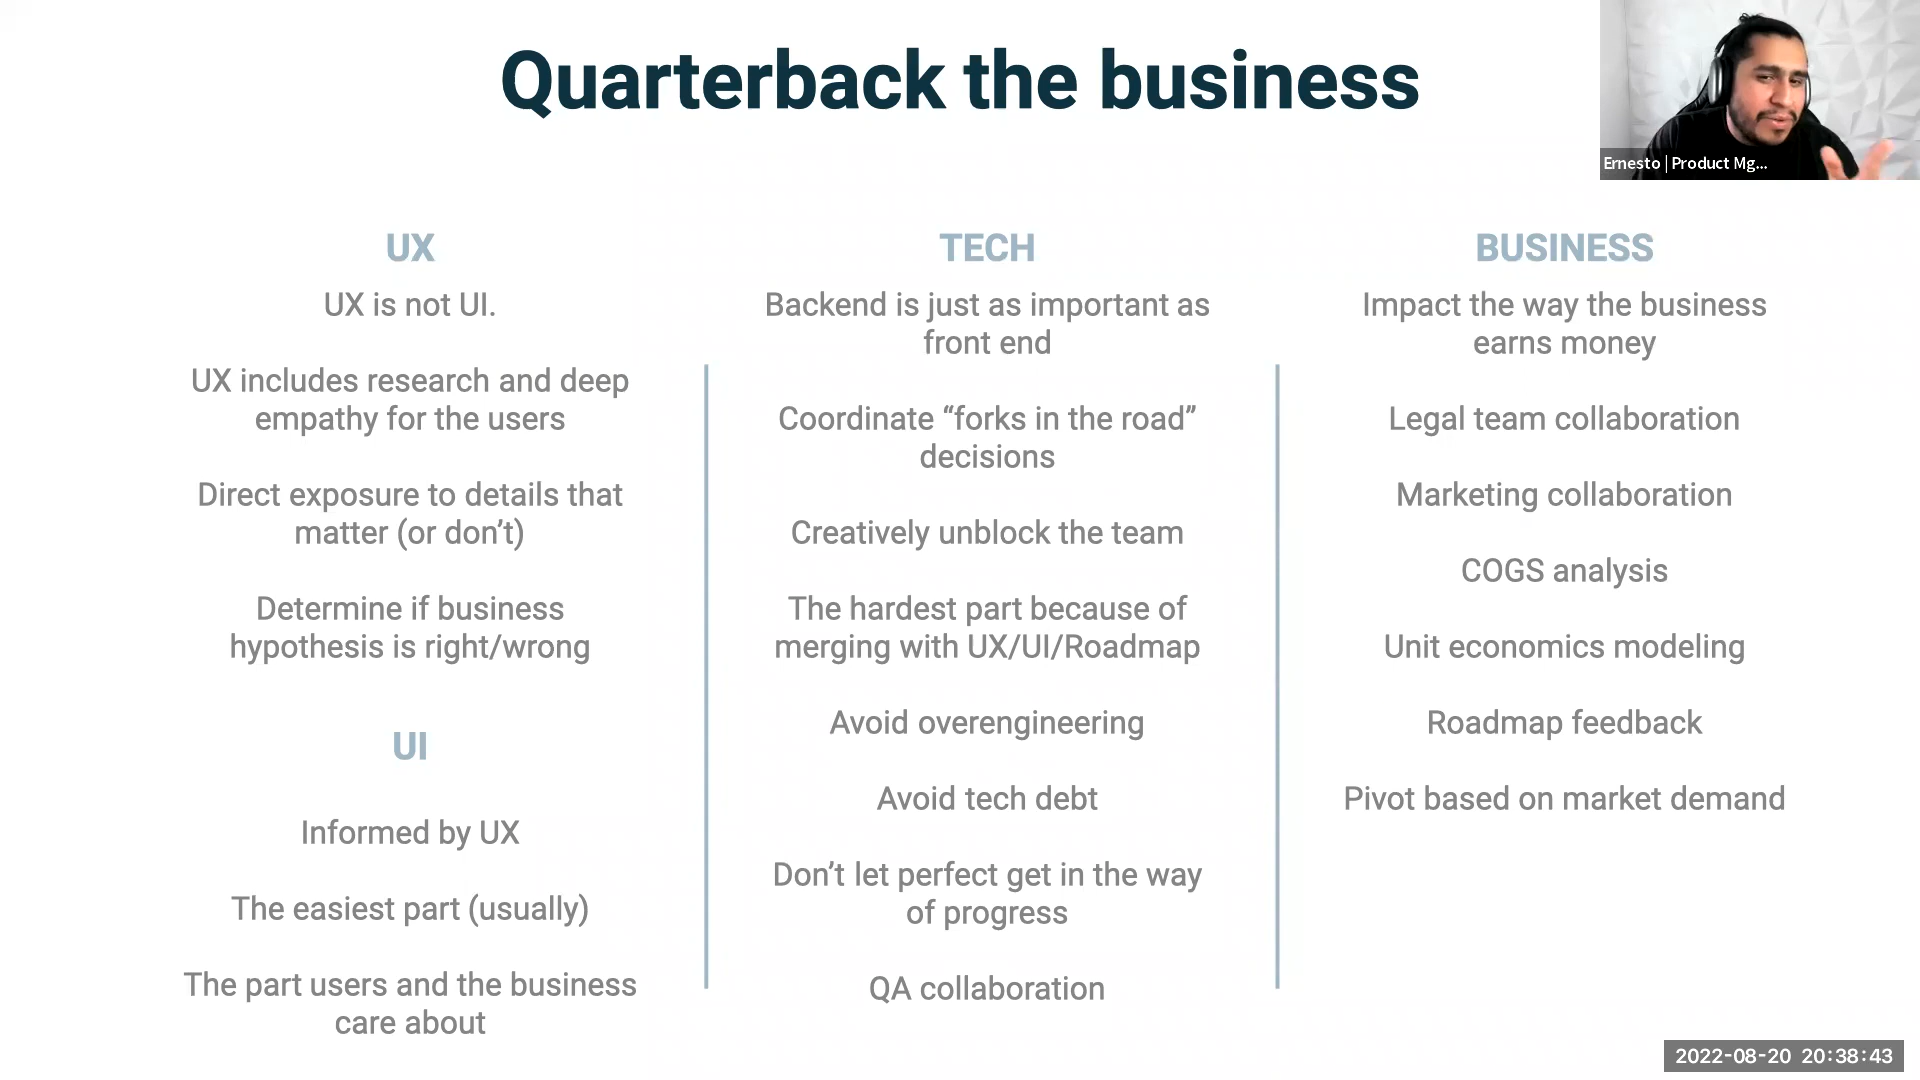 Quarterback the business
Ernesto | Product Mg...
UX
UX is not UI.
UX includes research and deep
empathy for the users
Direct exposure to details that
matter (or don’t)
Determine if business
hypothesis is right/wrong
UI
Informed by UX
The easiest part (usually)
The part users and the business
care about
TECH
Backend is just as important as
front end
Coordinate “forks in the road”
decisions
Creatively unblock the team
The hardest part because of
merging with UX/UI/Roadmap
Avoid overengineering
Avoid tech debt
Don’t let perfect get in the way
of progress
QA collaboration
BUSINESS
Impact the way the business
earns money
Legal team collaboration
Marketing collaboration
COGS analysis
Unit economics modeling
Roadmap feedback
Pivot based on market demand
2022-08-20 20:38:43